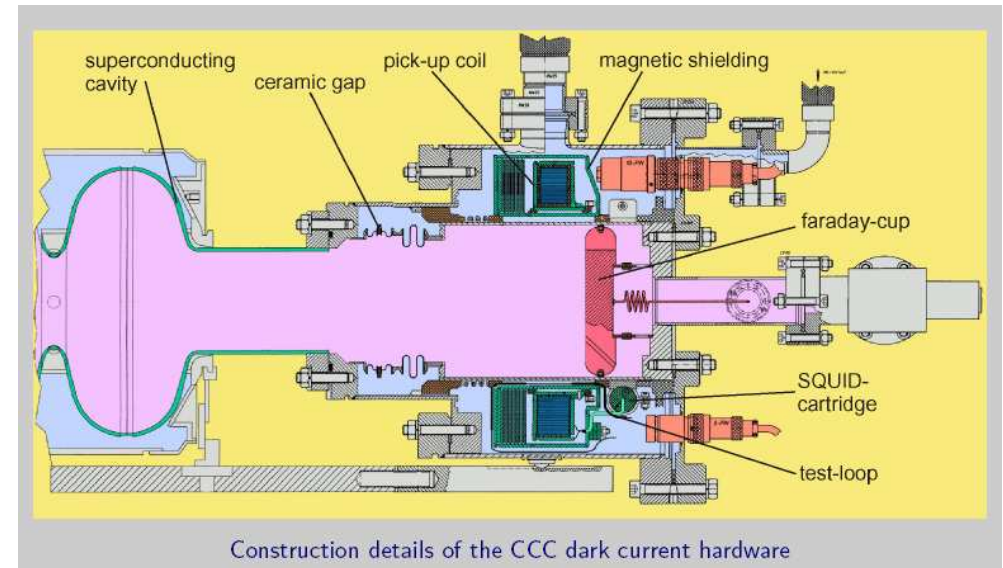 superconducting
cavity
ceramic gap
pick-up coil
magnetic shielding
faraday-cup
SQUID-
cartridge
test-loop
Construction details of the CCC dark current hardware